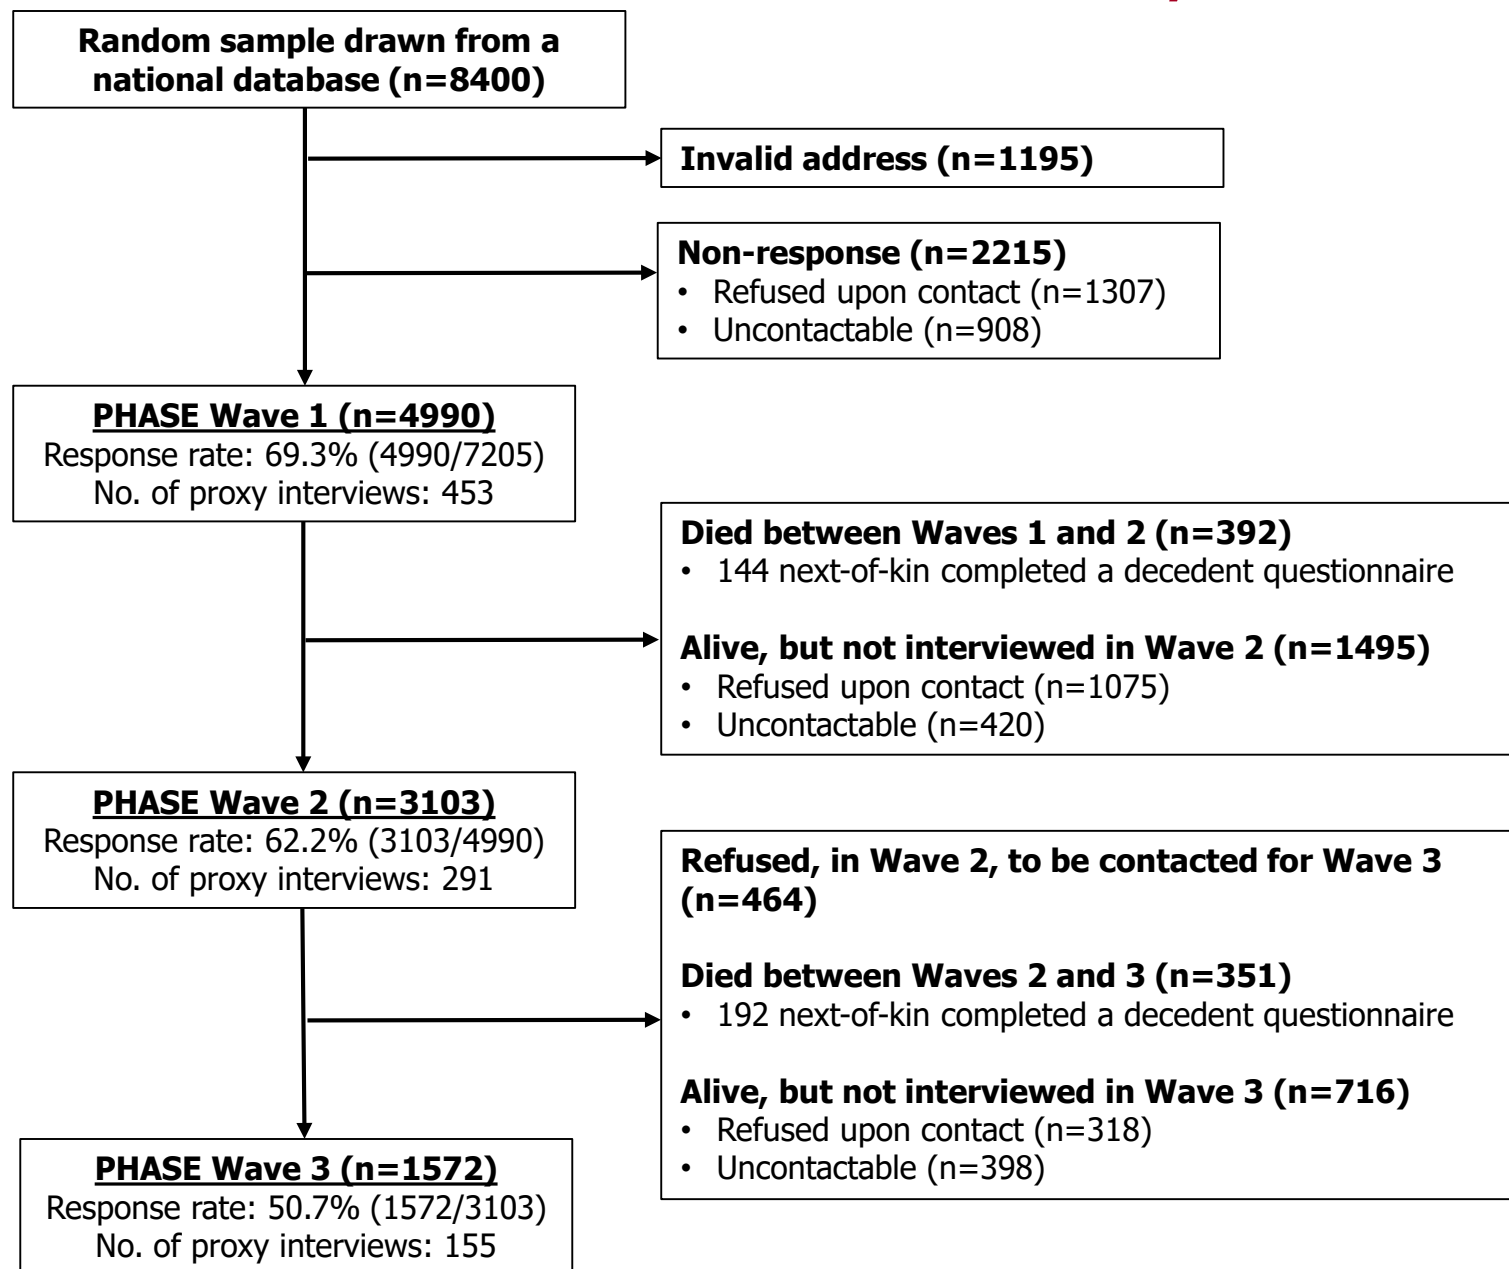 Random sample drawn from a
national database (n=8400)
Invalid address (n=1195)
Non-response (n=2215)
• Refused upon contact (n=1307)
• Uncontactable (n=908)
PHASE Wave 1 (n=4990)
Response rate: 69.3% (4990/7205)
No. of proxy interviews: 453
Died between Waves 1 and 2 (n=392)
• 144 next-of-kin completed a decedent questionnaire
Alive, but not interviewed in Wave 2 (n=1495)
• Refused upon contact (n=1075)
• Uncontactable (n=420)
PHASE Wave 2 (n=3103)
Response rate: 62.2% (3103/4990)
No. of proxy interviews: 291
Refused, in Wave 2, to be contacted for Wave 3
(n=464)
Died between Waves 2 and 3 (n=351)
• 192 next-of-kin completed a decedent questionnaire
Alive, but not interviewed in Wave 3 (n=716)
• Refused upon contact (n=318)
• Uncontactable (n=398)
PHASE Wave 3 (n=1572)
Response rate: 50.7% (1572/3103)
No. of proxy interviews: 155